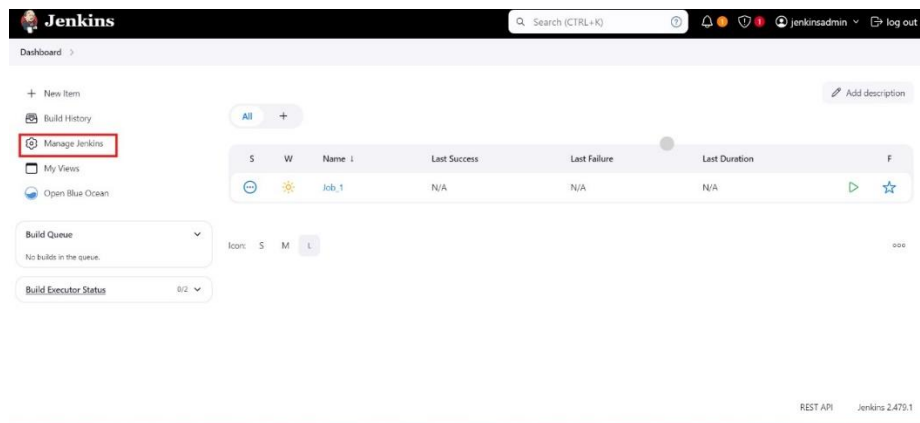 Jenkins
Search (CTRL+K)
1
1
jenkinsadmin
log out
Dashboard
New Item
Add description
Build History
All +
Manage Jenkins
My Views
S W Name ↓ Last Success Last Failure Last Duration F
Open Blue Ocean
Job_1 N/A N/A N/A
Build Queue
No builds in the queue.
Icon: S M L
Build Executor Status 0/2
REST API Jenkins 2.479.1